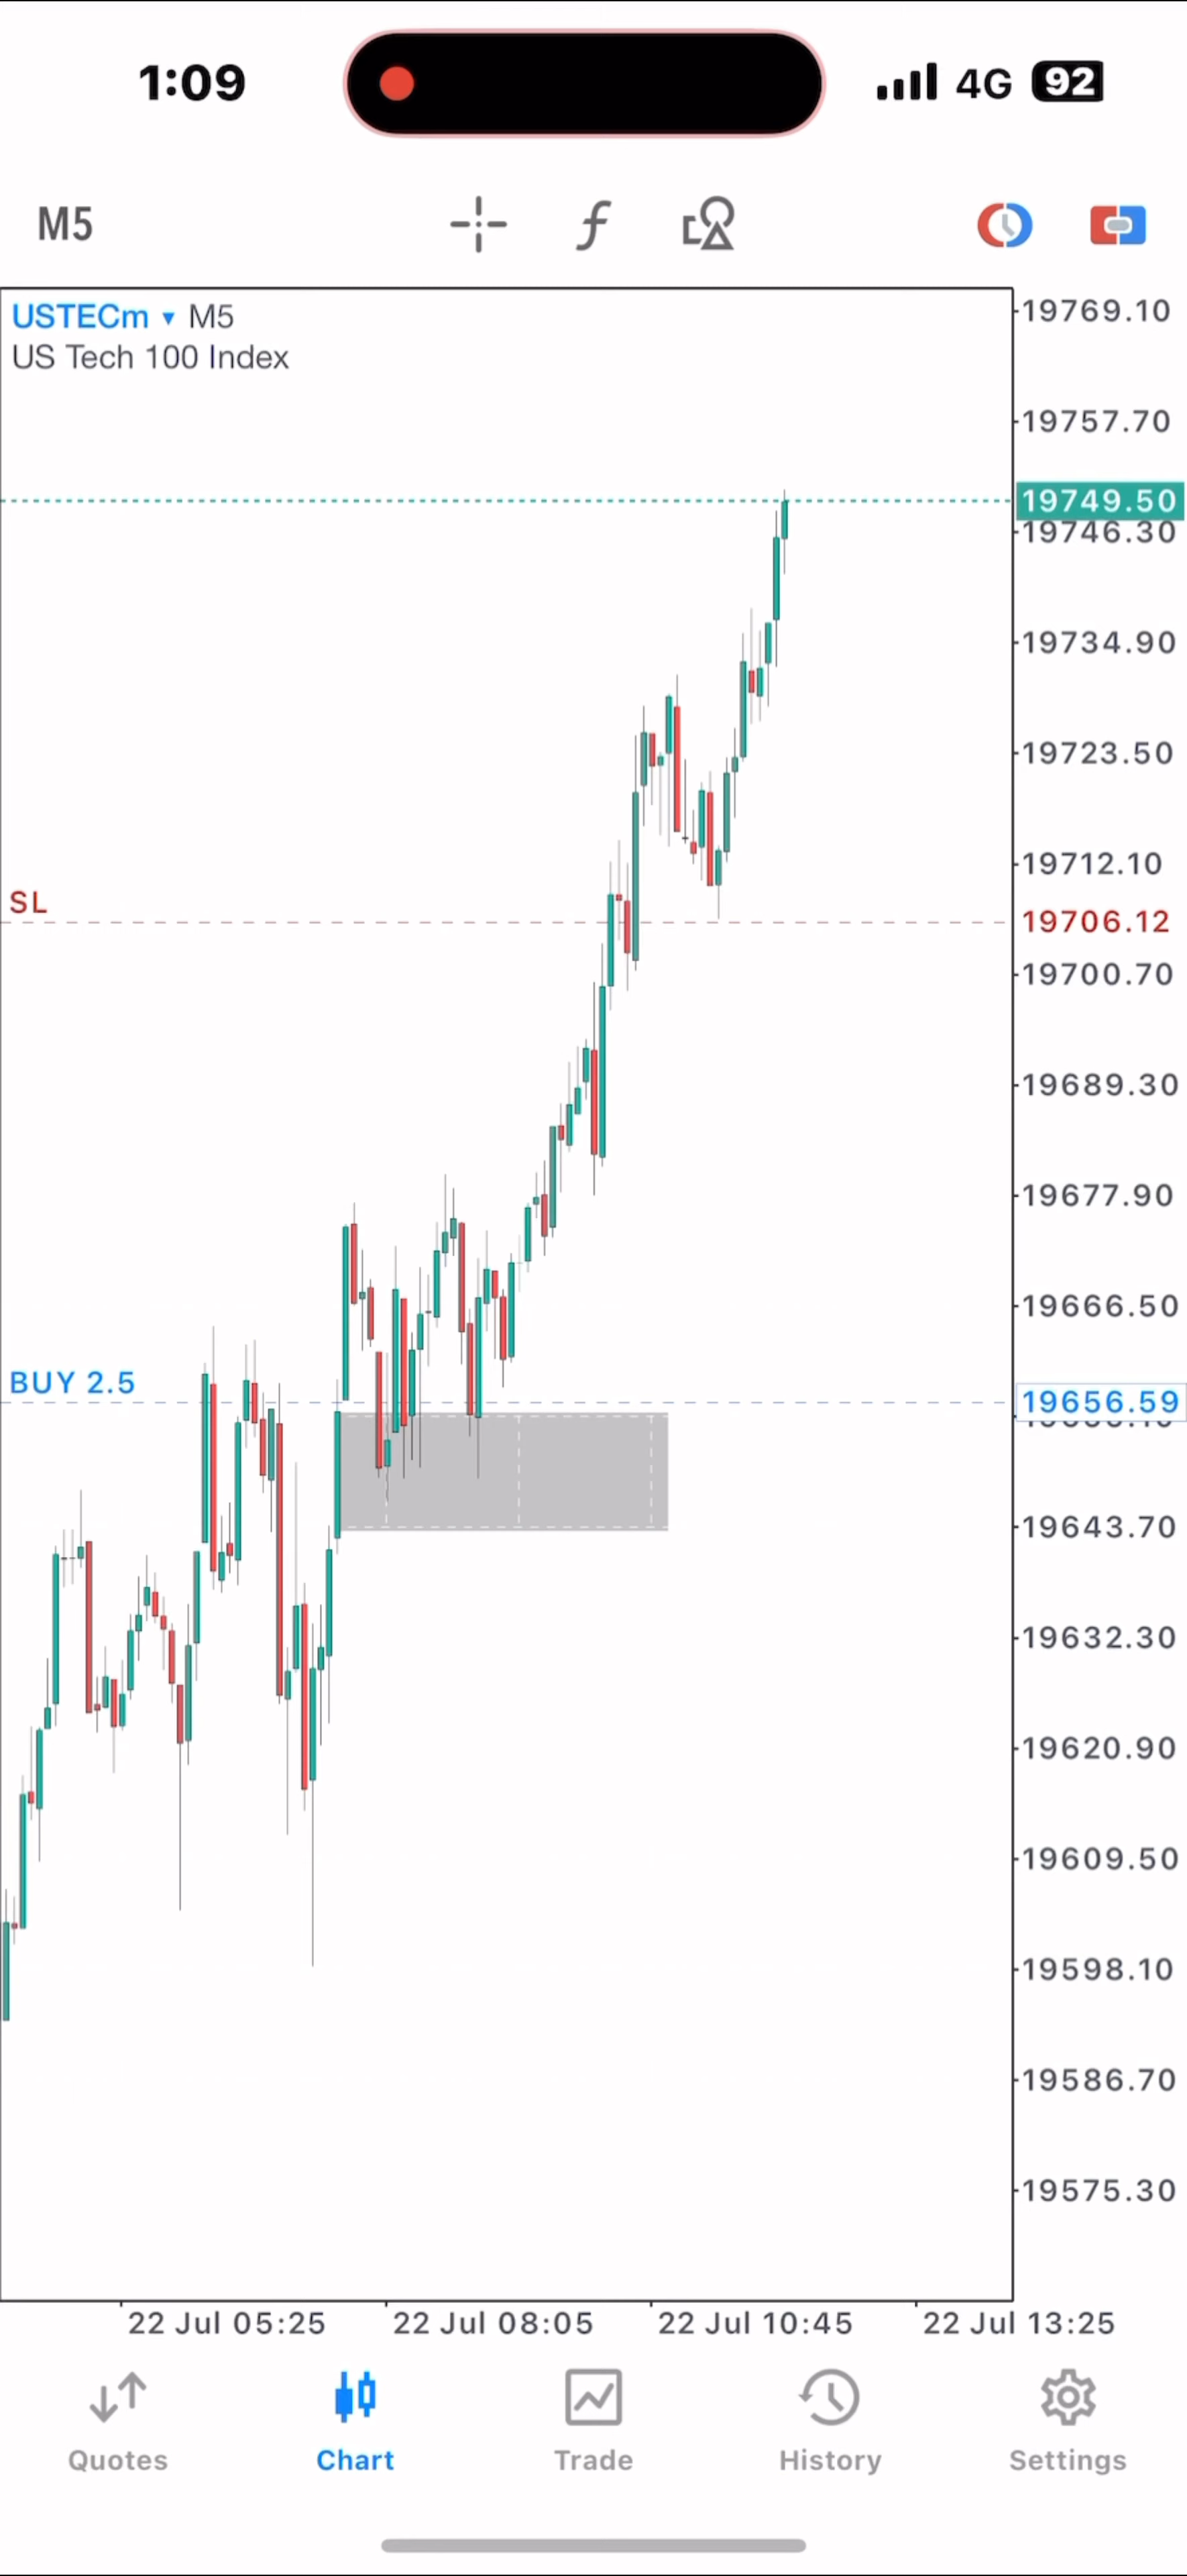 1:09 4G 92
M5
USTECm ▾ M5
US Tech 100 Index
19769.10
19757.70
19749.50
19746.30
19734.90
19723.50
19712.10
SL
19706.12
19700.70
19689.30
19677.90
19666.50
BUY 2.5
19656.59
19643.70
19632.30
19620.90
19609.50
19598.10
19586.70
19575.30
22 Jul 05:25 22 Jul 08:05 22 Jul 10:45 22 Jul 13:25
Quotes Chart Trade History Settings